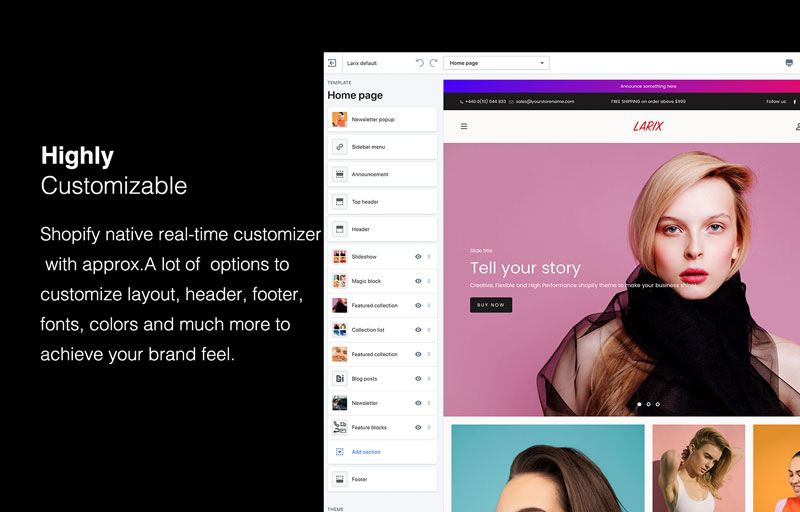 Highly
Customizable
Shopify native real-time customizer
with approx.A lot of options to
customize layout, header, footer,
fonts, colors and much more to
achieve your brand feel.
Larix default
Home page
TEMPLATE
Home page
Newsletter popup
Sidebar menu
Announcement
Top header
Header
Slideshow
Magic block
Featured collection
Collection list
Featured collection
Blog posts
Newsletter
Feature blocks
Add section
Footer
THEME
Announce something here
+440 0(111) 044 833
sales@yourstorename.com
FREE SHIPPING on order above $999
Follow us:
LARIX
Slide title
Tell your story
Creative, Flexible and High Performance shopify theme to make your business shine!
BUY NOW